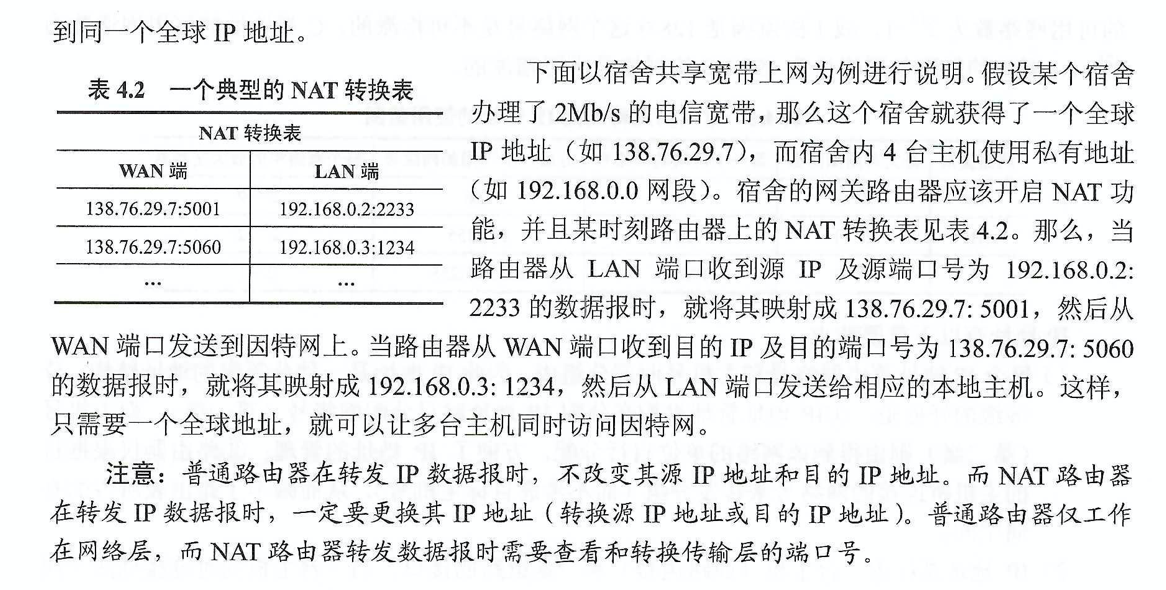 到同一个全球 IP 地址。
表 4.2 一个典型的 NAT 转换表
NAT 转换表
WAN 端 LAN 端
138.76.29.7:5001 192.168.0.2:2233
138.76.29.7:5060 192.168.0.3:1234
… …
下面以宿舍共享宽带上网为例进行说明。假设某个宿舍
办理了 2Mb/s 的电信宽带，那么这个宿舍就获得了一个全球
IP 地址（如 138.76.29.7），而宿舍内 4 台主机使用私有地址
（如 192.168.0.0 网段）。宿舍的网关路由器应该开启 NAT 功
能，并且某时刻路由器上的 NAT 转换表见表 4.2。那么，当
路由器从 LAN 端口收到源 IP 及源端口号为 192.168.0.2:
2233 的数据报时，就将其映射成 138.76.29.7: 5001，然后从
WAN 端口发送到因特网上。当路由器从 WAN 端口收到目的 IP 及目的端口号为 138.76.29.7: 5060
的数据报时，就将其映射成 192.168.0.3: 1234，然后从 LAN 端口发送给相应的本地主机。这样，
只需要一个全球地址，就可以让多台主机同时访问因特网。
注意：普通路由器在转发 IP 数据报时，不改变其源 IP 地址和目的 IP 地址。而 NAT 路由器
在转发 IP 数据报时，一定要更换其 IP 地址（转换源 IP 地址或目的 IP 地址）。普通路由器仅工作
在网络层，而 NAT 路由器转发数据报时需要查看和转换传输层的端口号。